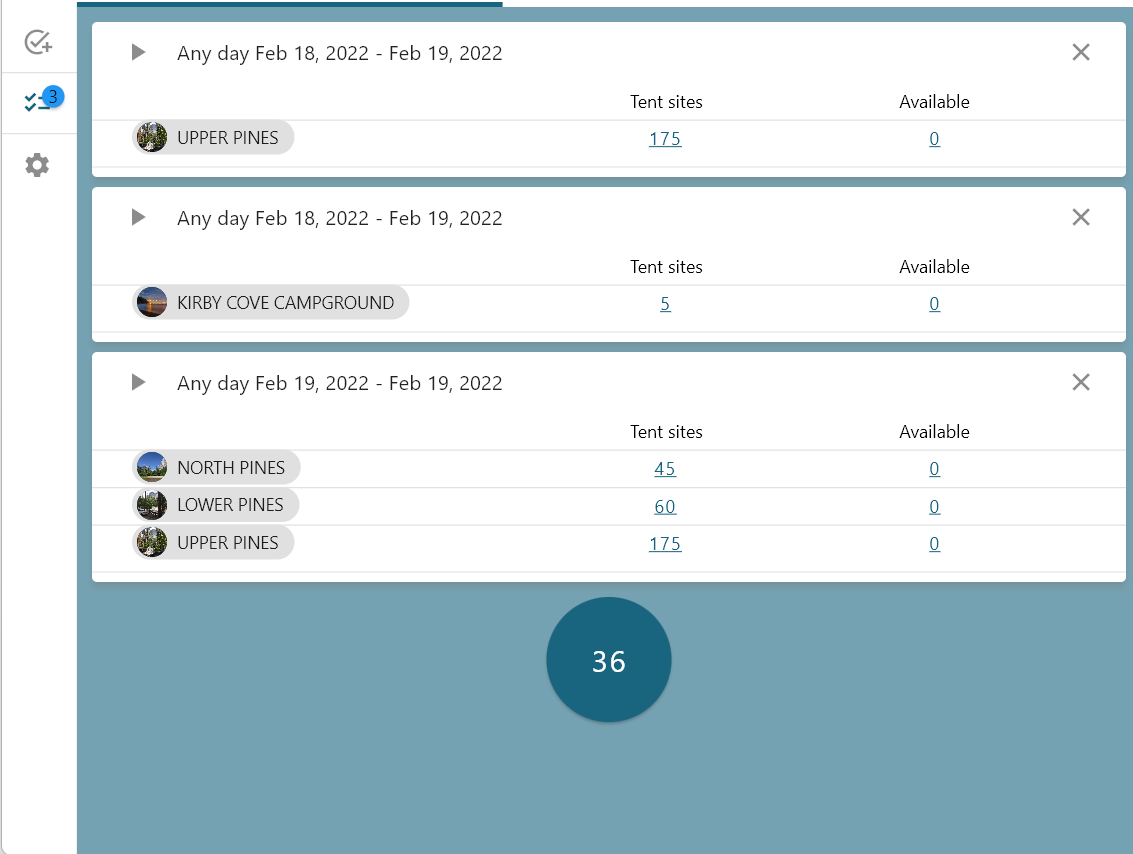 3
Any day Feb 18, 2022 - Feb 19, 2022
Tent sites Available
UPPER PINES 175 0
Any day Feb 18, 2022 - Feb 19, 2022
Tent sites Available
KIRBY COVE CAMPGROUND 5 0
Any day Feb 19, 2022 - Feb 19, 2022
Tent sites Available
NORTH PINES 45 0
LOWER PINES 60 0
UPPER PINES 175 0
36